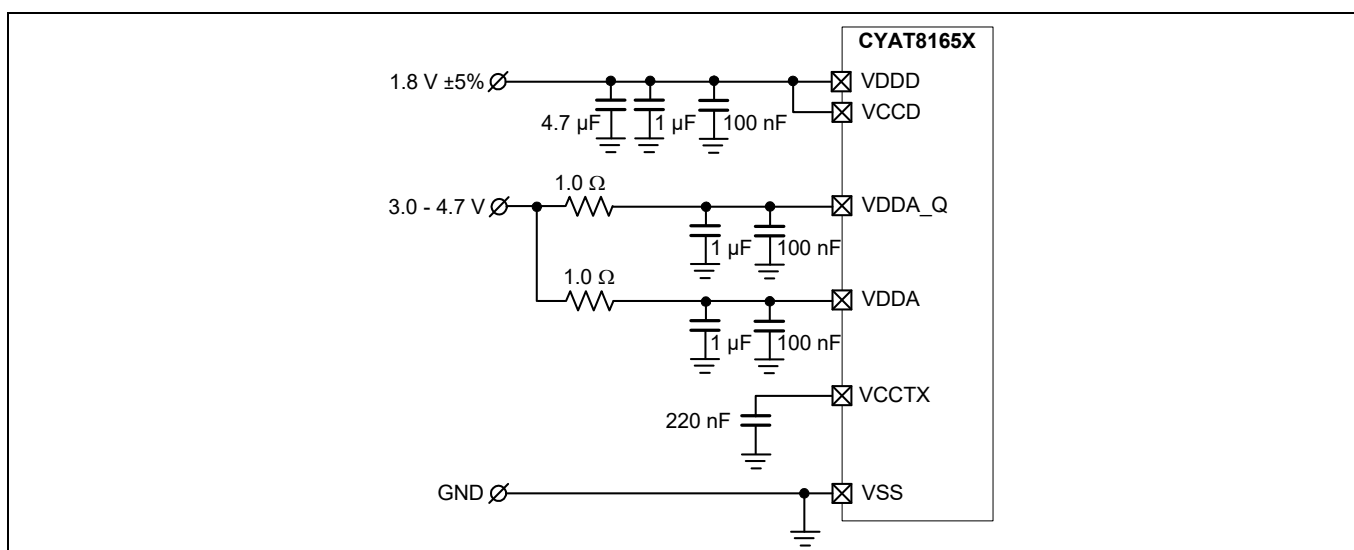 CYAT8165X
1.8 V ±5%
VDDD
VCCD
4.7 µF
1 µF
100 nF
1.0 Ω
3.0 - 4.7 V
VDDA_Q
1 µF
100 nF
1.0 Ω
VDDA
1 µF
100 nF
VCCTX
220 nF
GND
VSS